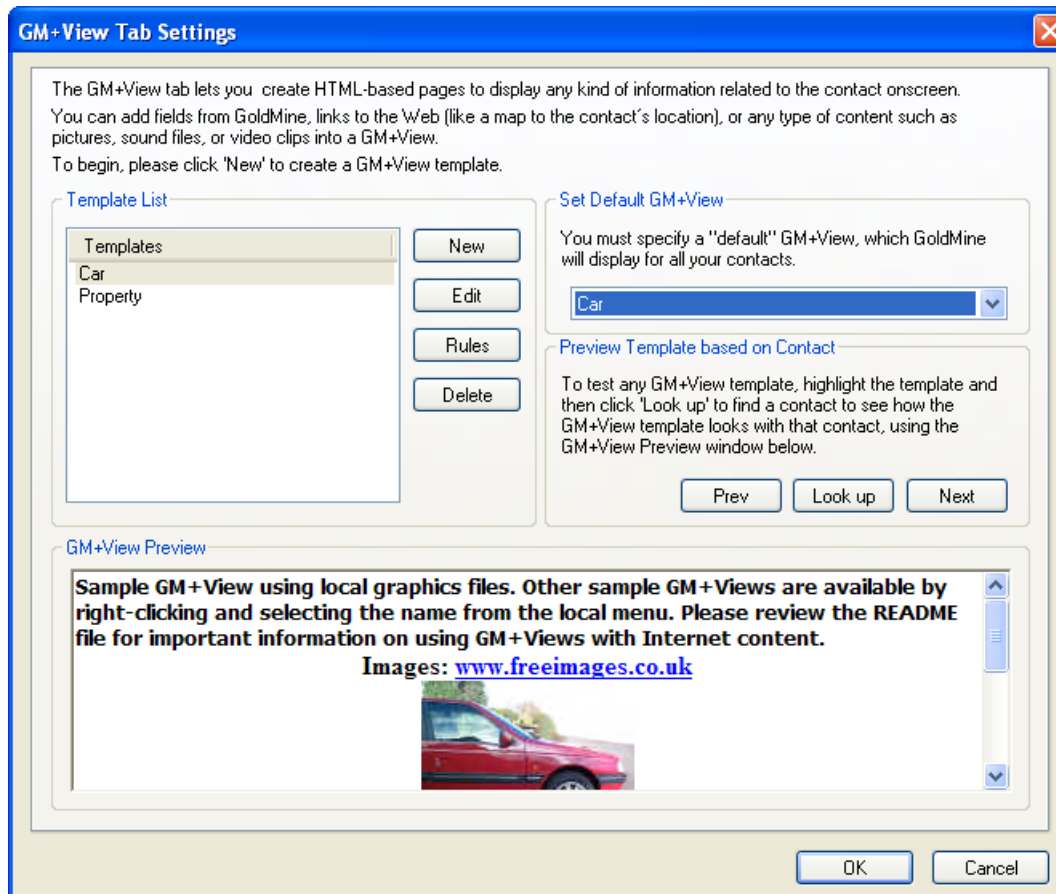 GM+View Tab Settings
The GM+View tab lets you  create HTML-based pages to display any kind of information related to the contact onscreen.
You can add fields from GoldMine, links to the Web (like a map to the contact´s location), or any type of content such as
pictures, sound files, or video clips into a GM+View.
To begin, please click 'New' to create a GM+View template.
Template List
Templates
Car
Property
New
Edit
Rules
Delete
Set Default GM+View
You must specify a "default" GM+View, which GoldMine
will display for all your contacts.
Car
Preview Template based on Contact
To test any GM+View template, highlight the template and
then click 'Look up' to find a contact to see how the
GM+View template looks with that contact, using the
GM+View Preview window below.
Prev
Look up
Next
GM+View Preview
Sample GM+View using local graphics files. Other sample GM+Views are available by
right-clicking and selecting the name from the local menu. Please review the README
file for important information on using GM+Views with Internet content.
Images: www.freeimages.co.uk
OK
Cancel